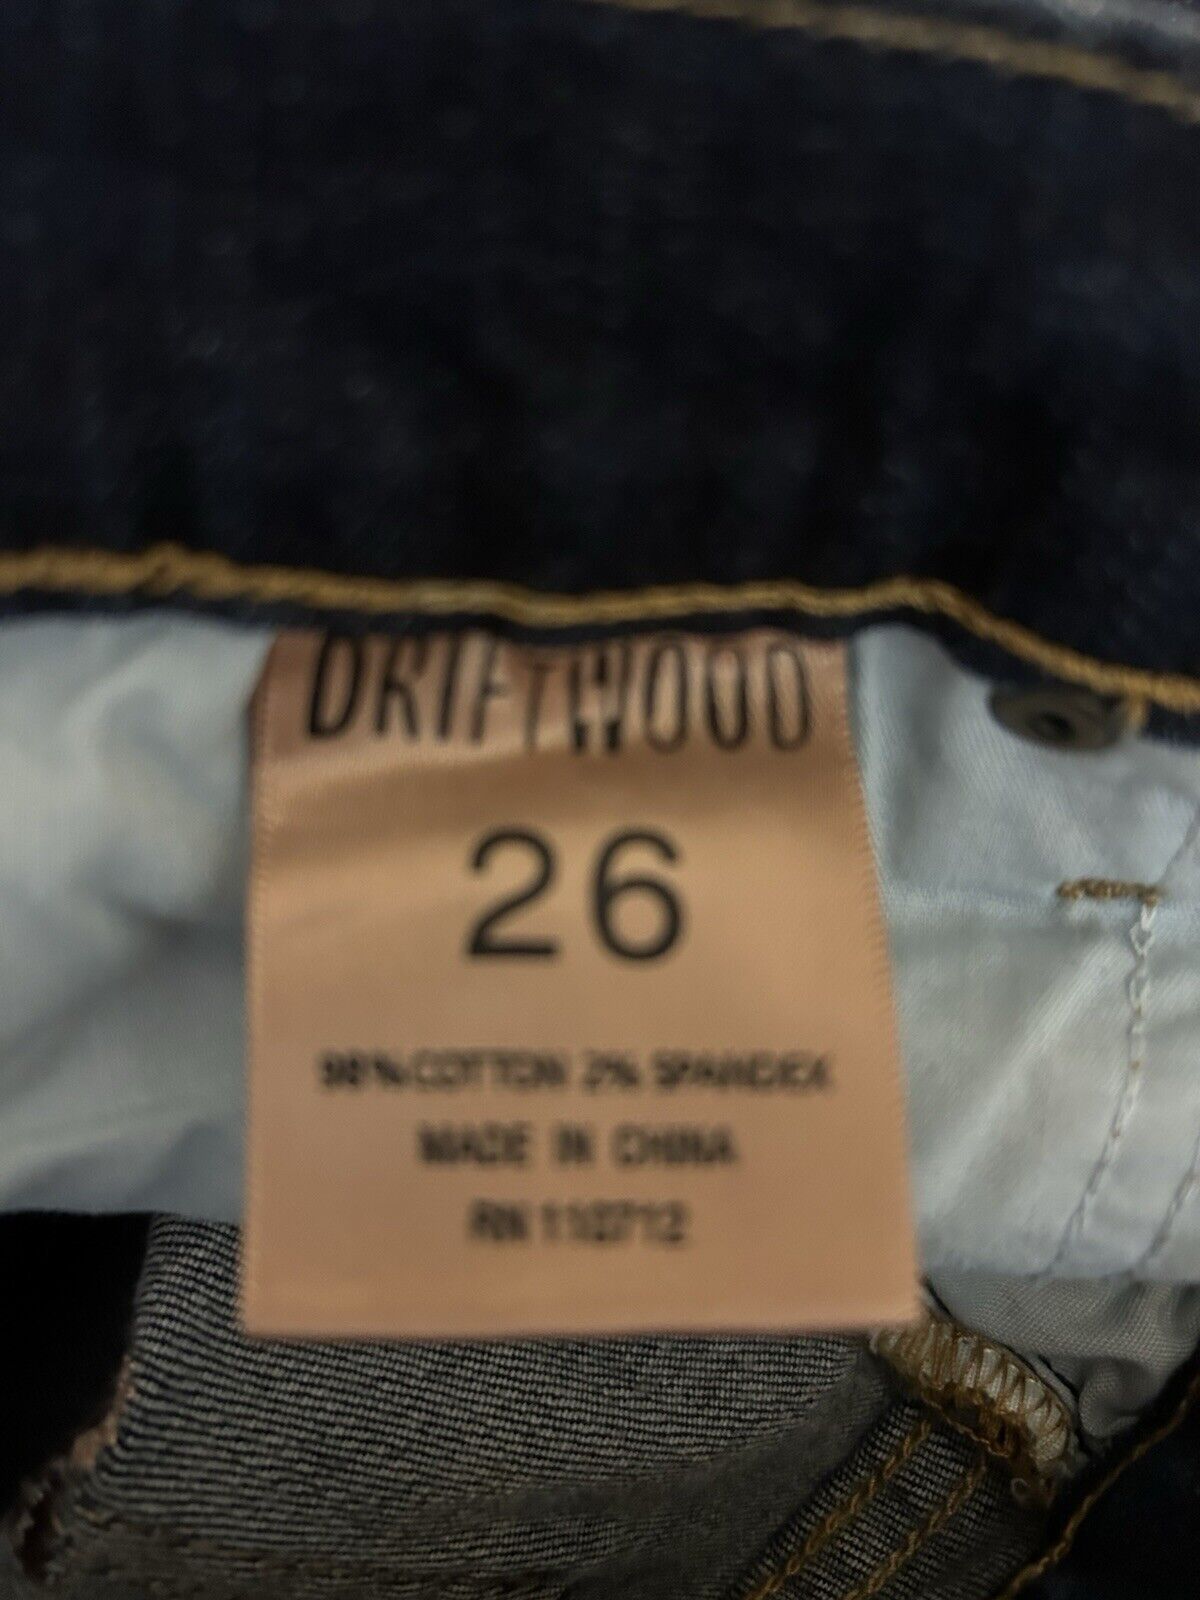 DRIFTWOOD
26
98% COTTON 2% SPANDEX
MADE IN CHINA
RN 110712